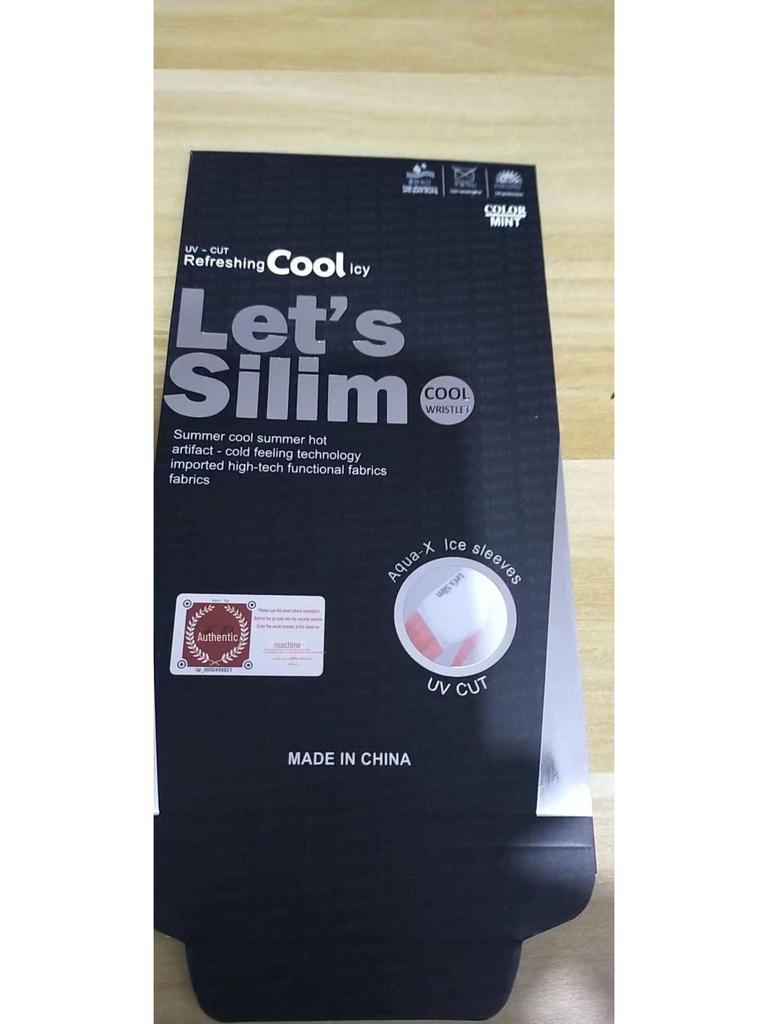 COLOR
MINT
UV - CUT
Refreshing Cool Icy
Let's
Silim
COOL
WRISTLET
Summer cool summer hot
artifact - cold feeling technology
imported high-tech functional fabrics
fabrics
Aqua-X Ice sleeves
Let's Slim
UV CUT
Authentic
machine
MADE IN CHINA